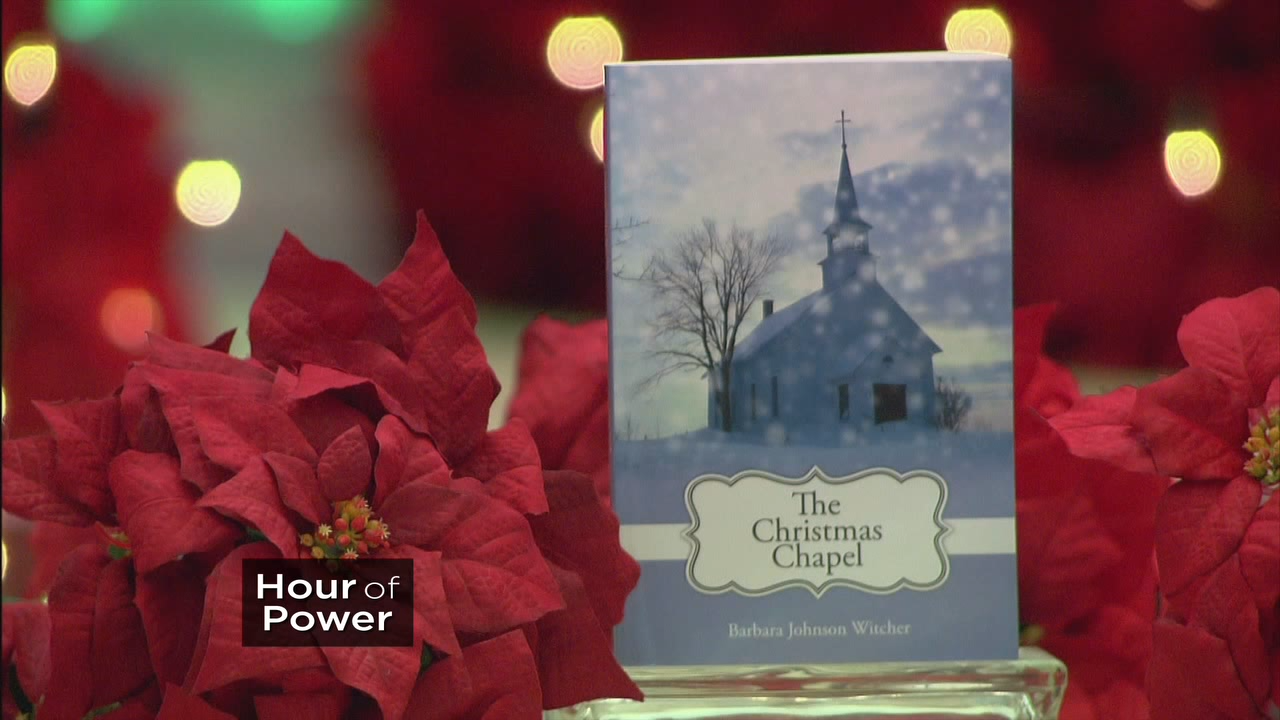 The
Christmas
Chapel
Barbara Johnson Witcher
Hour of
Power